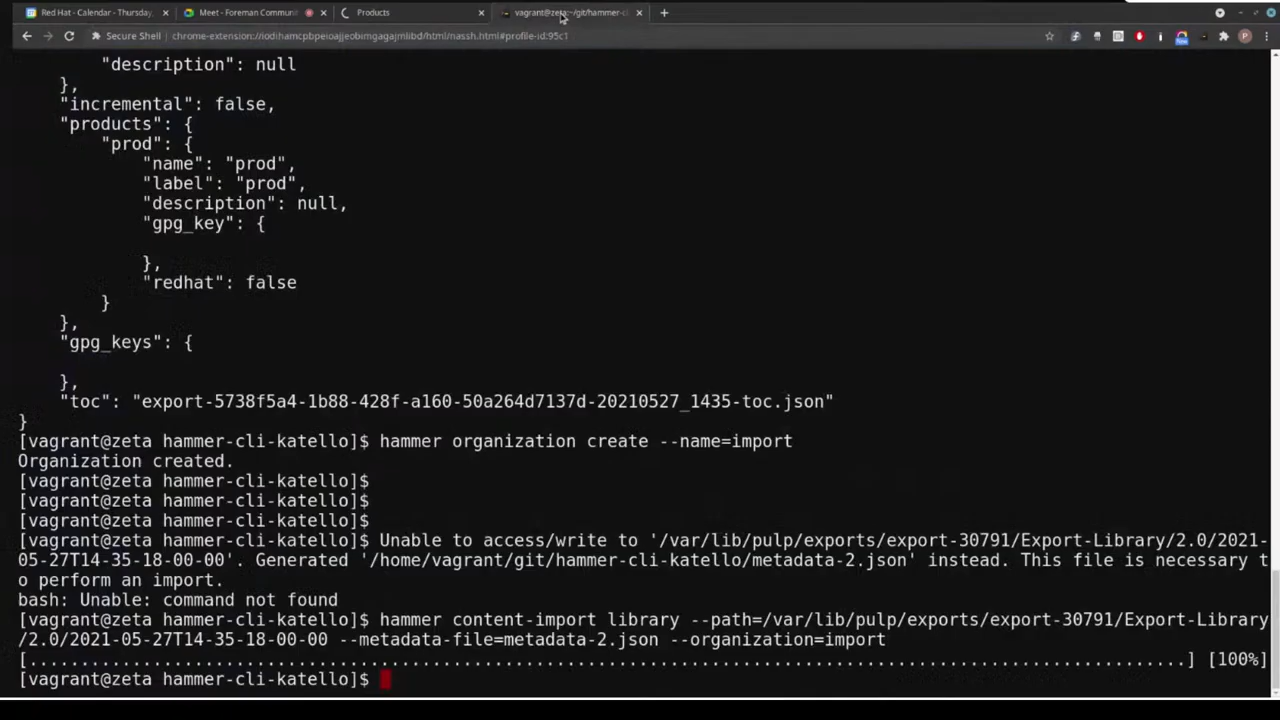 Red Hat - Calendar - Thursday,
Meet - Foreman Communi
Products
vagrant@zeta:~/git/hammer-cl
Secure Shell
chrome-extension://iodihamcpbpeioajjeobimgagajmlibd/html/nassh.html#profile-id:95c1
"description": null
},
"incremental": false,
"products": {
"prod": {
"name": "prod",
"label": "prod",
"description": null,
"gpg_key": {
},
"redhat": false
}
},
"gpg_keys": {
},
"toc": "export-5738f5a4-1b88-428f-a160-50a264d7137d-20210527_1435-toc.json"
}
[vagrant@zeta hammer-cli-katello]$ hammer organization create --name=import
Organization created.
[vagrant@zeta hammer-cli-katello]$
[vagrant@zeta hammer-cli-katello]$
[vagrant@zeta hammer-cli-katello]$
[vagrant@zeta hammer-cli-katello]$ Unable to access/write to '/var/lib/pulp/exports/export-30791/Export-Library/2.0/2021-
05-27T14-35-18-00-00'. Generated '/home/vagrant/git/hammer-cli-katello/metadata-2.json' instead. This file is necessary t
o perform an import.
bash: Unable: command not found
[vagrant@zeta hammer-cli-katello]$ hammer content-import library --path=/var/lib/pulp/exports/export-30791/Export-Library
/2.0/2021-05-27T14-35-18-00-00 --metadata-file=metadata-2.json --organization=import
[................................................................................................................] [100%]
[vagrant@zeta hammer-cli-katello]$